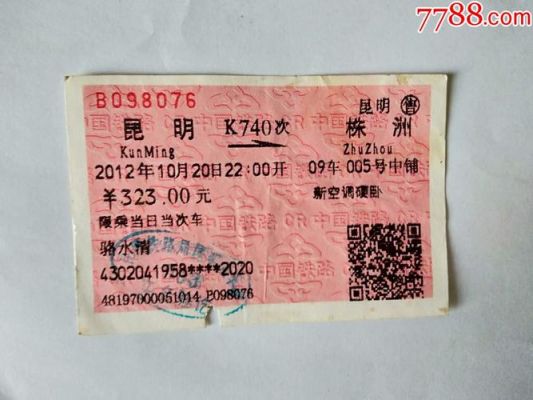 7788.com
B098076
昆明 售
昆明 K740次 株洲
KunMing ZhuZhou
2012年10月20日22:00开 09车 005号中铺
￥323.00元 新空调硬卧
限乘当日当次车
骆水清
4302041958****2020
48197000051014 B098076